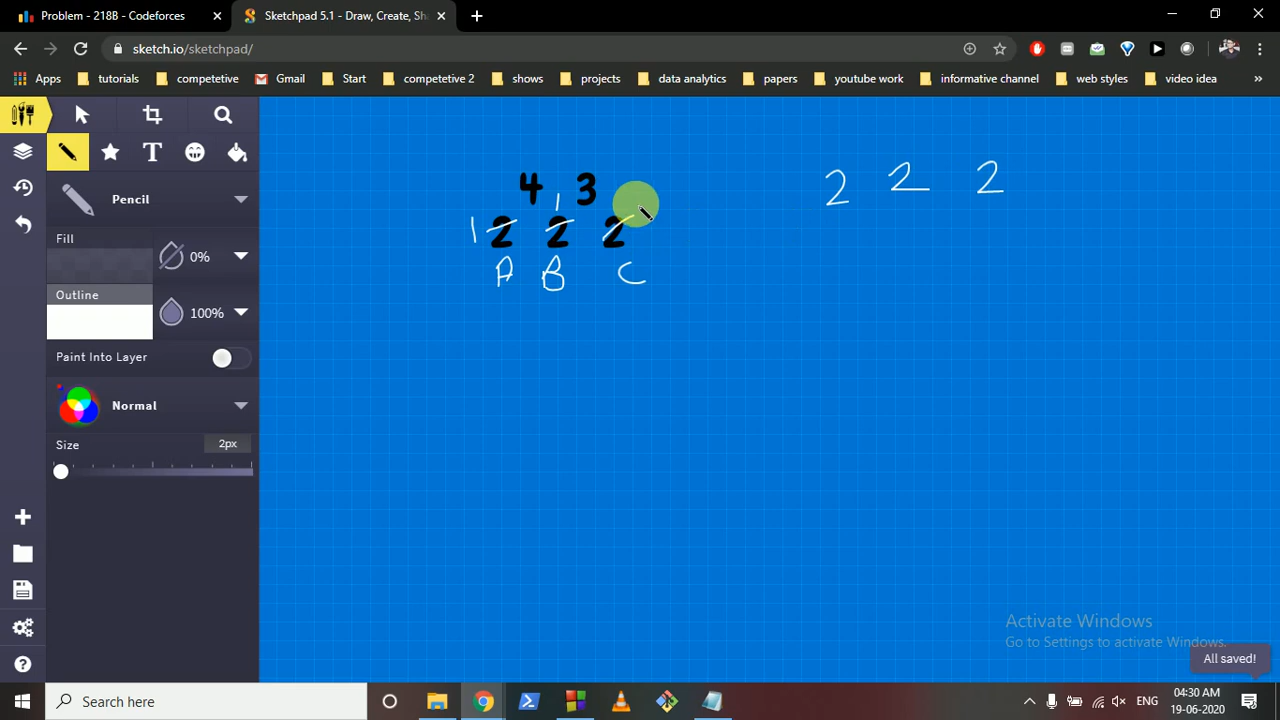 Problem - 218B - Codeforces
Sketchpad 5.1 - Draw, Create, Sha
sketch.io/sketchpad/
Apps tutorials competetive Gmail Start competetive 2 shows projects data analytics papers youtube work informative channel web styles video idea »
Pencil
Fill
0%
Outline
100%
Paint Into Layer
Normal
Size 2px
4 3
1 2 1 2 2
A B C
2 2 2
Activate Windows
Go to Settings to activate Windows.
All saved!
Search here
ENG
04:30 AM
19-06-2020